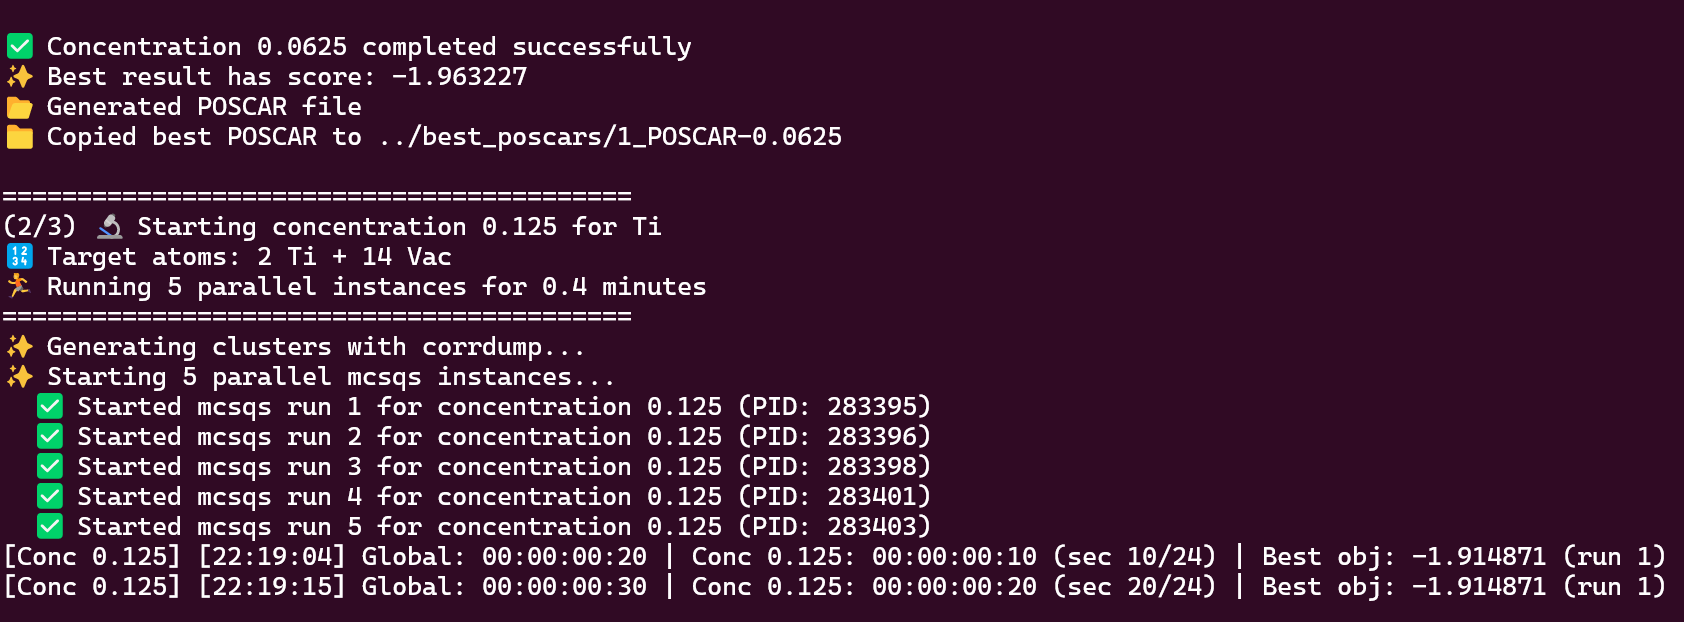 ✅ Concentration 0.0625 completed successfully
✨ Best result has score: -1.963227
📂 Generated POSCAR file
📁 Copied best POSCAR to ../best_poscars/1_POSCAR-0.0625
==========================================
(2/3) 🔬 Starting concentration 0.125 for Ti
🔢 Target atoms: 2 Ti + 14 Vac
🏃 Running 5 parallel instances for 0.4 minutes
==========================================
✨ Generating clusters with corrdump...
✨ Starting 5 parallel mcsqs instances...
✅ Started mcsqs run 1 for concentration 0.125 (PID: 283395)
✅ Started mcsqs run 2 for concentration 0.125 (PID: 283396)
✅ Started mcsqs run 3 for concentration 0.125 (PID: 283398)
✅ Started mcsqs run 4 for concentration 0.125 (PID: 283401)
✅ Started mcsqs run 5 for concentration 0.125 (PID: 283403)
[Conc 0.125] [22:19:04] Global: 00:00:00:20 | Conc 0.125: 00:00:00:10 (sec 10/24) | Best obj: -1.914871 (run 1)
[Conc 0.125] [22:19:15] Global: 00:00:00:30 | Conc 0.125: 00:00:00:20 (sec 20/24) | Best obj: -1.914871 (run 1)